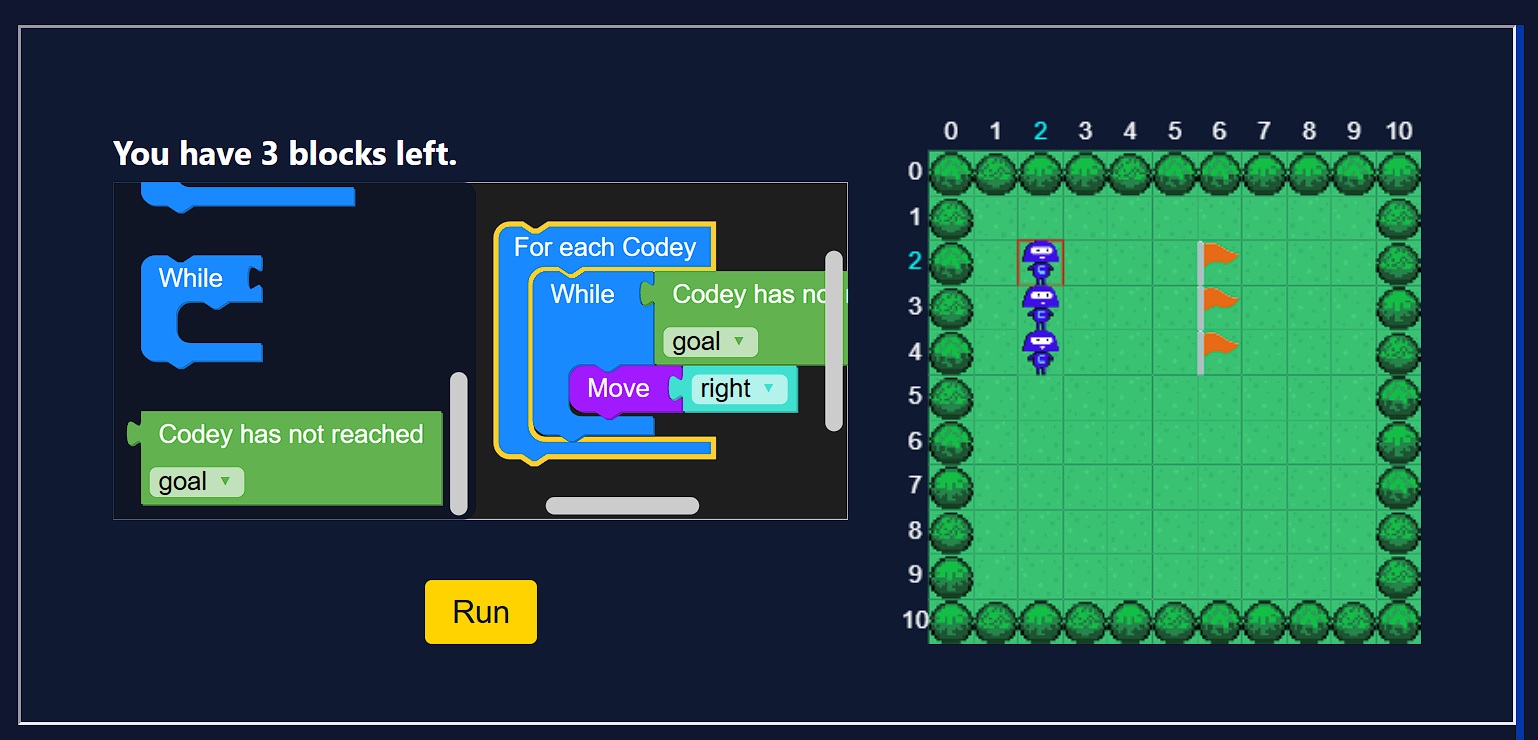 You have 3 blocks left.
While
Codey has not reached
goal
For each Codey
While Codey has no
goal
Move right
Run
0 1 2 3 4 5 6 7 8 9 10
0
1
2
3
4
5
6
7
8
9
10